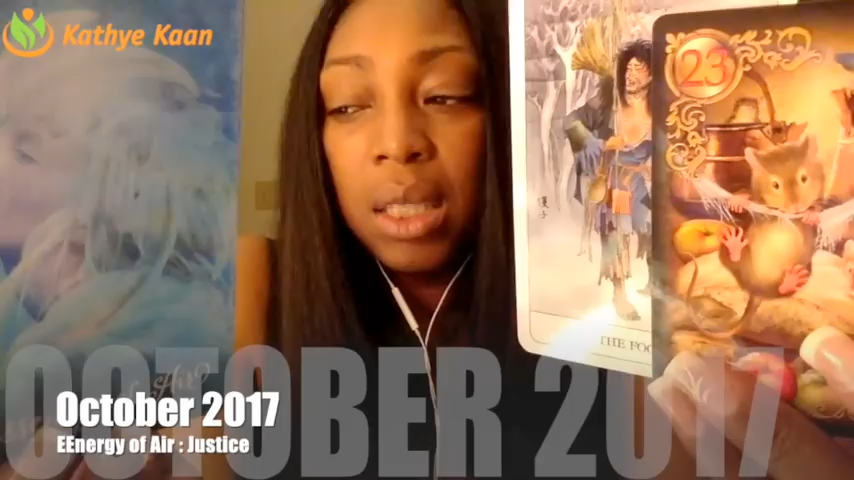 Kathye Kaan
23
THE FOO
OCTOBER 2017
October 2017
EEnergy of Air : Justice